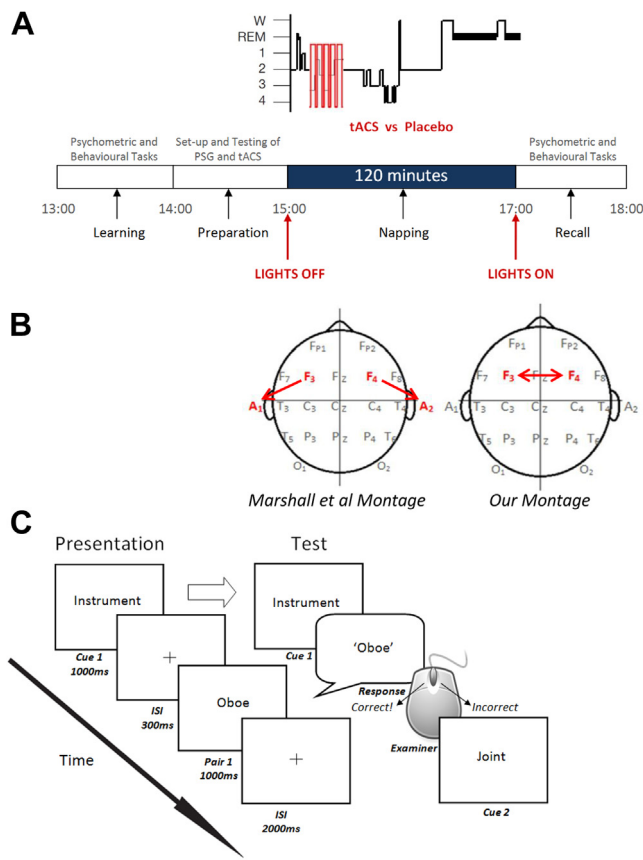 A
W
REM
1
2
3
4
tACS vs Placebo
Psychometric and
Behavioural Tasks
Set-up and Testing of
PSG and tACS
120 minutes
Psychometric and
Behavioural Tasks
13:00
14:00
15:00
17:00
18:00
Learning
Preparation
Napping
Recall
LIGHTS OFF
LIGHTS ON
B
FP1 FP2
F7 F3 FZ F4 F8
A1 T3 C3 CZ C4 T4 A2
T5 P3 PZ P4 T6
O1 O2
Marshall et al Montage
FP1 FP2
F7 F3 FZ F4 F8
A1 T3 C3 CZ C4 T4 A2
T5 P3 PZ P4 T6
O1 O2
Our Montage
C
Presentation
Test
Instrument
Cue 1
1000ms
ISI
300ms
Oboe
Pair 1
1000ms
ISI
2000ms
Time
Instrument
Cue 1
'Oboe'
Response
Correct!
Incorrect
Examiner
Joint
Cue 2